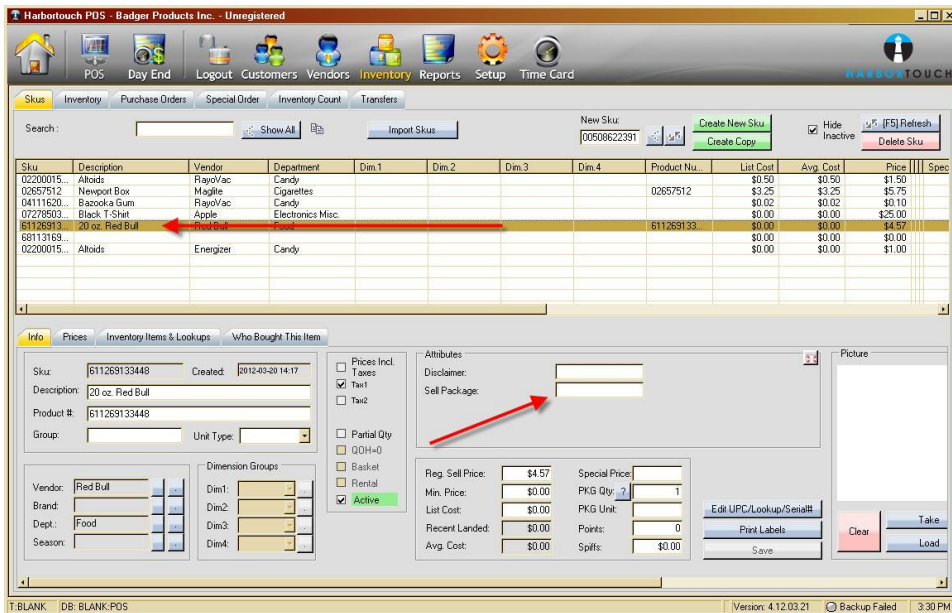 Harbortouch POS - Badger Products Inc. - Unregistered
POS Day End Logout Customers Vendors Inventory Reports Setup Time Card
HARBORTOUCH
Skus Inventory Purchase Orders Special Order Inventory Count Transfers
Search : Show All Import Skus New Sku: 00508622391 Create New Sku Create Copy Hide Inactive [F5] Refresh Delete Sku
Sku Description Vendor Department Dim.1 Dim.2 Dim.3 Dim.4 Product Nu... List Cost Avg. Cost Price Spec
02200015... Altoids RayoVac Candy $0.50 $0.50 $1.50
02657512 Newport Box Maglite Cigarettes 02657512 $3.25 $3.25 $5.75
04111620... Bazooka Gum RayoVac Candy $0.02 $0.02 $0.10
07278503... Black T-Shirt Apple Electronics Misc. $0.00 $0.00 $25.00
61126913... 20 oz. Red Bull Red Bull Food 611269133... $0.00 $0.00 $4.57
68113169... $0.00 $0.00 $0.00
02200015... Altoids Energizer Candy $0.00 $0.00 $1.00
Info Prices Inventory Items & Lookups Who Bought This Item
Sku: 611269133448 Created: 2012-03-20 14:17
Description: 20 oz. Red Bull
Product #: 611269133448
Group: Unit Type:
Vendor: Red Bull
Brand:
Dept.: Food
Season:
Dimension Groups
Dim1:
Dim2:
Dim3:
Dim4:
Prices Incl. Taxes
Tax1
Tax2
Partial Qty
QOH=0
Basket
Rental
Active
Attributes
Disclaimer:
Sell Package:
Reg. Sell Price: $4.57 Special Price:
Min. Price: $0.00 PKG Qty: ? 1
List Cost: $0.00 PKG Unit:
Recent Landed: $0.00 Points: 0
Avg. Cost: $0.00 Spiffs: $0.00
Edit UPC/Lookup/Serial#
Print Labels
Save
Picture
Clear Take
Load
T:BLANK DB: BLANK:POS Version: 4.12.03.21 Backup Failed 3:30 PM